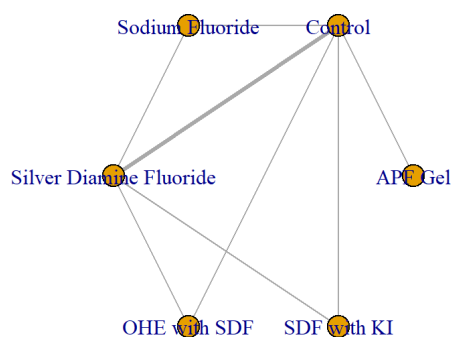 Sodium Fluoride
Control
Silver Diamine Fluoride
APF Gel
OHE with SDF
SDF with KI